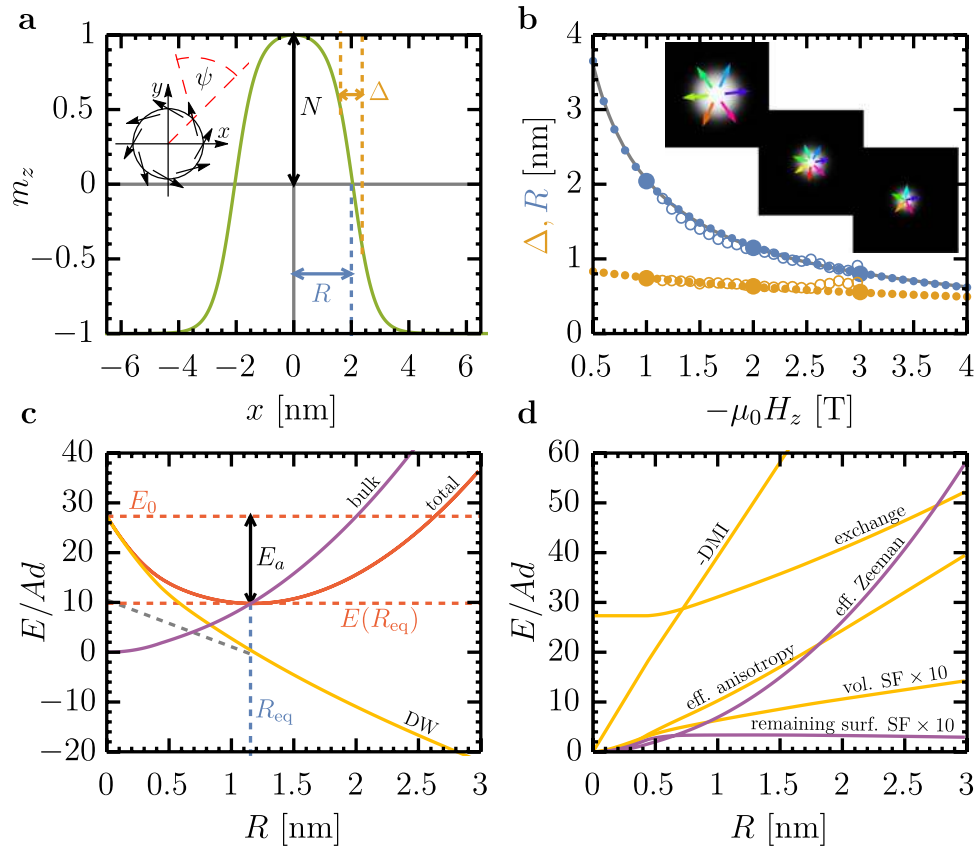 a
m_z
1
0.5
0
−0.5
−1
−6 −4 −2 0 2 4 6
x [nm]
ψ
y
x
N
Δ
R
b
Δ, R [nm]
4
3
2
1
0
0.5 1 1.5 2 2.5 3 3.5 4
−μ₀H_z [T]
c
E/Ad
40
30
20
10
0
−10
−20
0 0.5 1 1.5 2 2.5 3
R [nm]
E₀
bulk
total
E_a
E(R_eq)
R_eq
DW
d
E/Ad
60
50
40
30
20
10
0
0 0.5 1 1.5 2 2.5 3
R [nm]
-DMI
exchange
eff. Zeeman
eff. anisotropy
vol. SF × 10
remaining surf. SF × 10